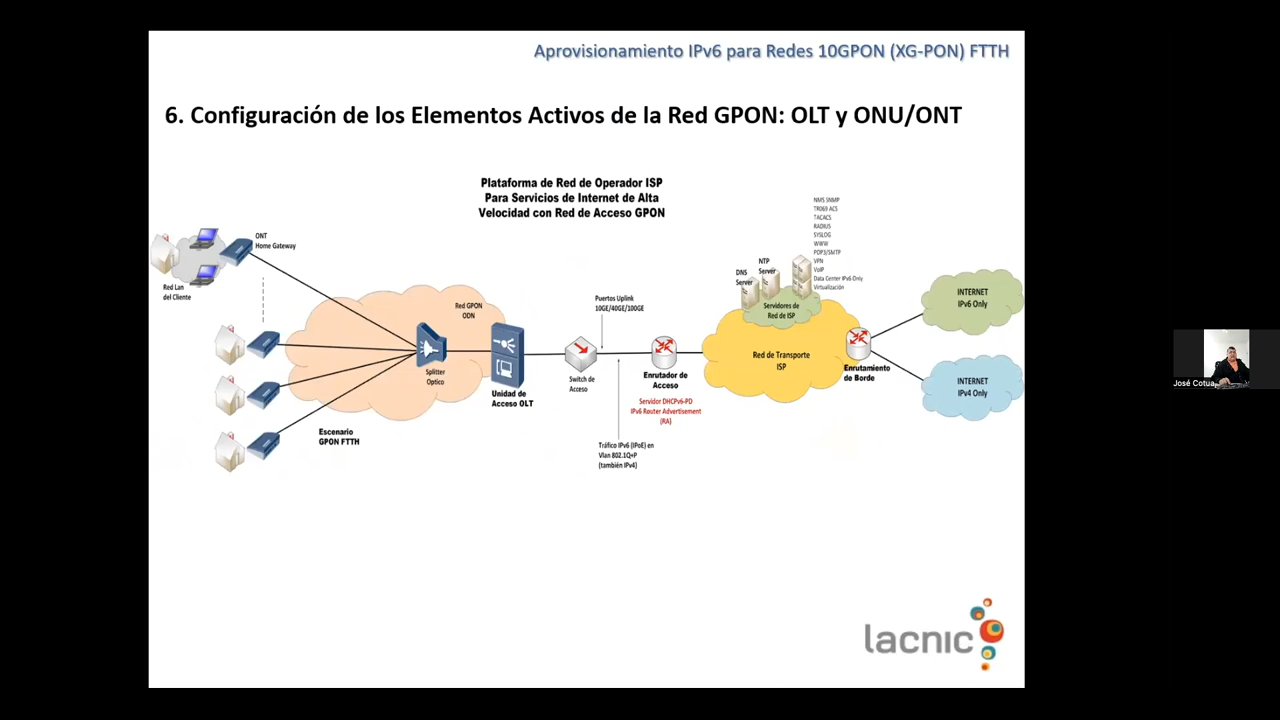 Aprovisionamiento IPv6 para Redes 10GPON (XG-PON) FTTH
6. Configuración de los Elementos Activos de la Red GPON: OLT y ONU/ONT
Plataforma de Red de Operador ISP
Para Servicios de Internet de Alta
Velocidad con Red de Acceso GPON
ONT
Home Gateway
Red Lan
del Cliente
Red GPON
ODN
Splitter
Optico
Unidad de
Acceso OLT
Escenario
GPON FTTH
Switch de
Acceso
Puertos Uplink
10GE/40GE/100GE
Enrutador de
Acceso
Servidor DHCPv6-PD
IPv6 Router Advertisement
(RA)
Tráfico IPv6 (IPoE) en
Vlan 802.1Q+P
(también IPv4)
DNS
Server
NTP
Server
NMS SNMP
TR069 ACS
TACACS
RADIUS
SYSLOG
WWW
POP3/SMTP
VPN
VoIP
Data Center IPv6 Only
Virtualización
Servidores de
Red de ISP
Red de Transporte
ISP
Enrutamiento
de Borde
INTERNET
IPv6 Only
INTERNET
IPv4 Only
José Cotua
lacnic